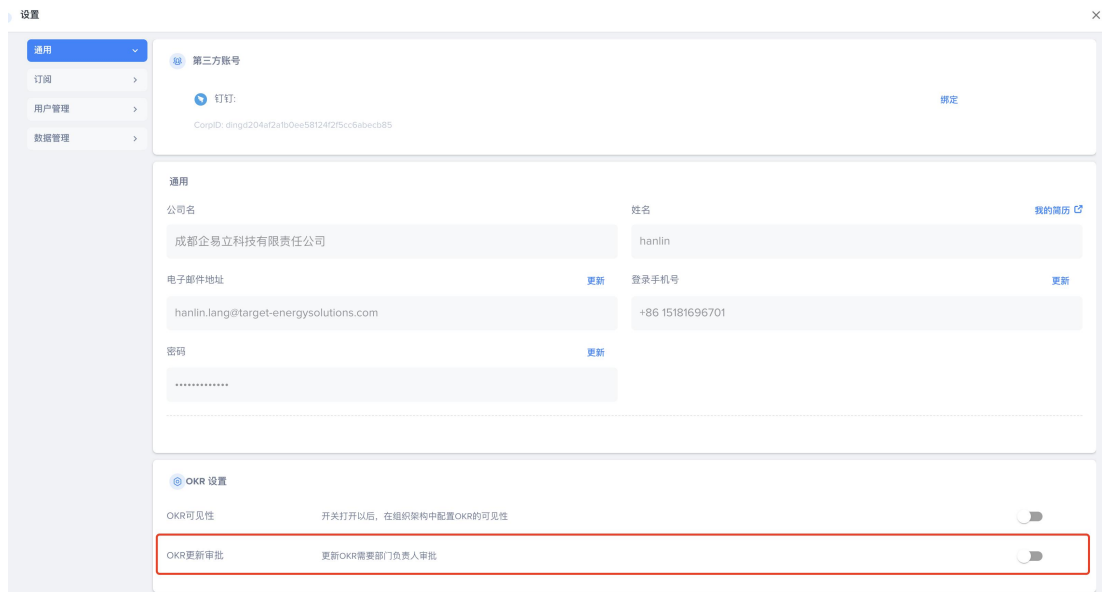 设置
通用
订阅
用户管理
数据管理
第三方账号
钉钉:
绑定
CorpID: dingd204af2a1b0ee58124f2f5cc6abecb85
通用
公司名
成都企易立科技有限责任公司
姓名
我的简历
hanlin
电子邮件地址
更新
hanlin.lang@target-energysolutions.com
登录手机号
更新
+86 15181696701
密码
更新
•••••••••••••
OKR 设置
OKR可见性
开关打开以后，在组织架构中配置OKR的可见性
OKR更新审批
更新OKR需要部门负责人审批